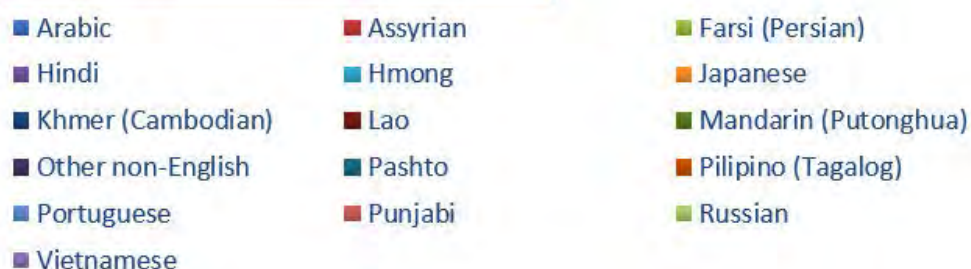 Arabic Assyrian Farsi (Persian)
Hindi Hmong Japanese
Khmer (Cambodian) Lao Mandarin (Putonghua)
Other non-English Pashto Pilipino (Tagalog)
Portuguese Punjabi Russian
Vietnamese